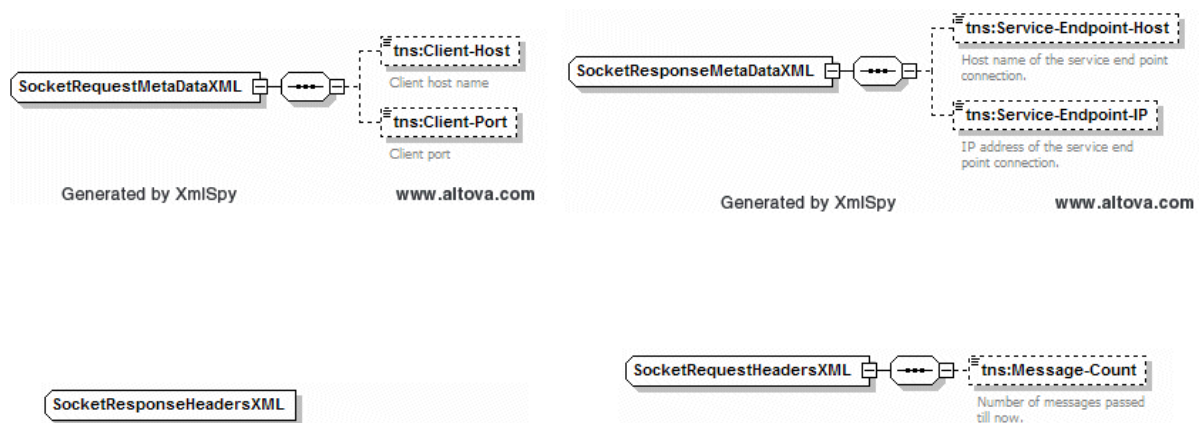 SocketRequestMetaDataXML
tns:Client-Host
Client host name
tns:Client-Port
Client port
Generated by XmlSpy
www.altova.com
SocketResponseMetaDataXML
tns:Service-Endpoint-Host
Host name of the service end point
connection.
tns:Service-Endpoint-IP
IP address of the service end
point connection.
Generated by XmlSpy
www.altova.com
SocketResponseHeadersXML
SocketRequestHeadersXML
tns:Message-Count
Number of messages passed
till now.